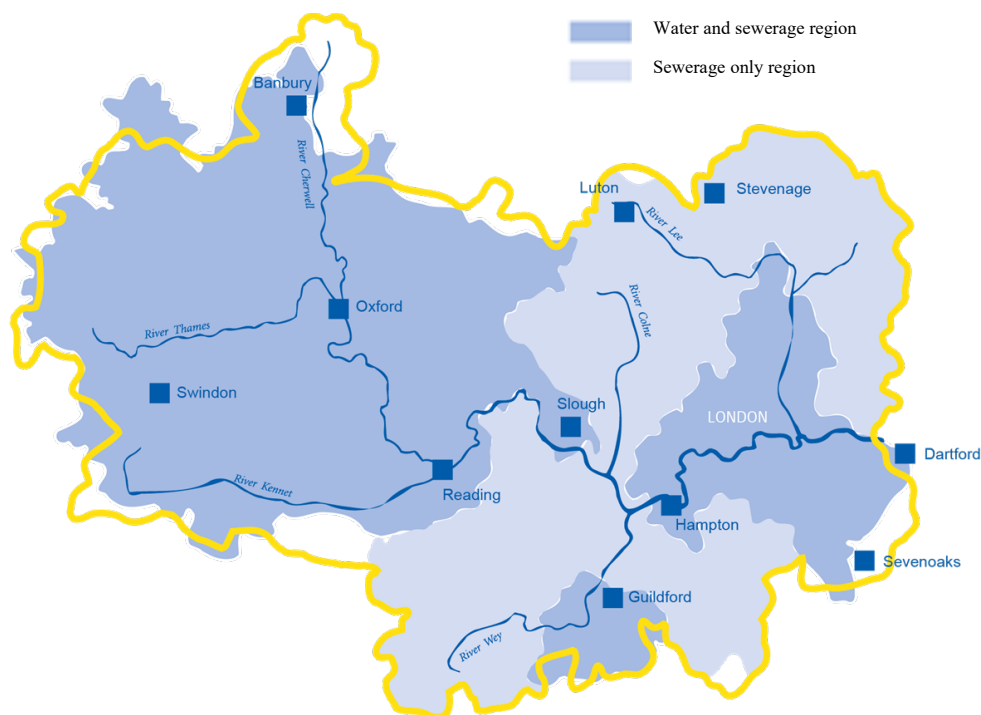 Water and sewerage region
Sewerage only region
Banbury
River Cherwell
Luton
Stevenage
River Lee
River Colne
Oxford
River Thames
Swindon
Slough
LONDON
Dartford
River Kennet
Reading
Hampton
Sevenoaks
Guildford
River Wey